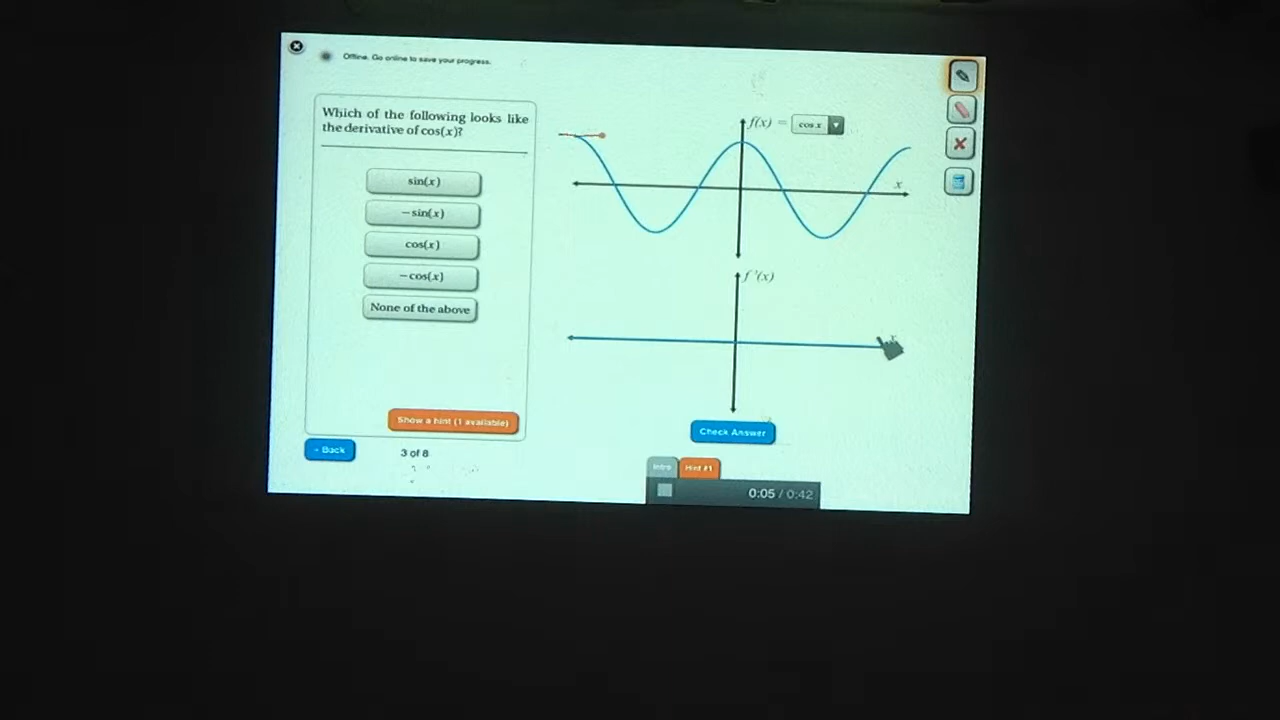 Offline. Go online to save your progress.
Which of the following looks like
the derivative of cos(x)?
sin(x)
−sin(x)
cos(x)
−cos(x)
None of the above
Show a hint (1 available)
‹ Back
3 of 8
f(x) = cos x
x
f'(x)
x
Check Answer
Intro
Hint #1
0:05 / 0:42